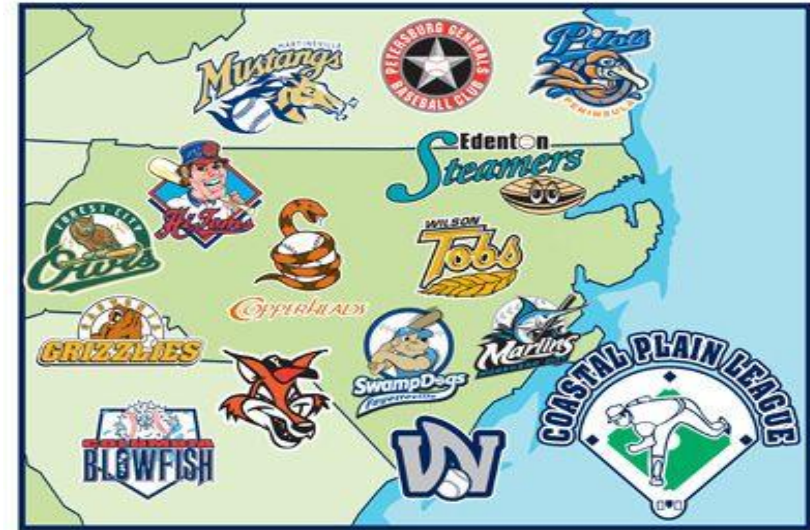 MARTINSVILLE
Mustangs
PETERSBURG GENERALS
BASEBALL CLUB
Pilots
PENINSULA
Edenton
Steamers
HiToms
FOREST CITY
Owls
COPPERHEADS
WILSON
Tobs
GASTONIA
GRIZZLIES
SwampDogs
Fayetteville
Marlins
COLUMBIA
BLOWFISH
W
COASTAL PLAIN LEAGUE